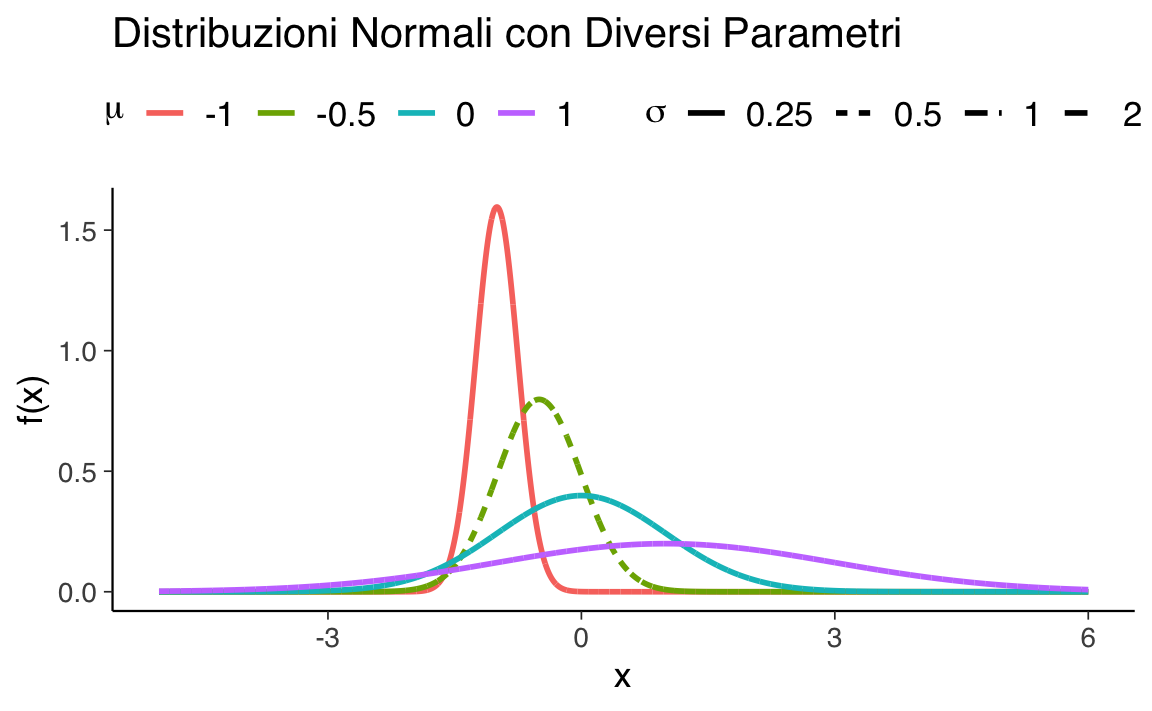 Distribuzioni Normali con Diversi Parametri
μ -1 -0.5 0 1 σ 0.25 0.5 1 2
1.5
1.0
0.5
0.0
f(x)
-3 0 3 6
x